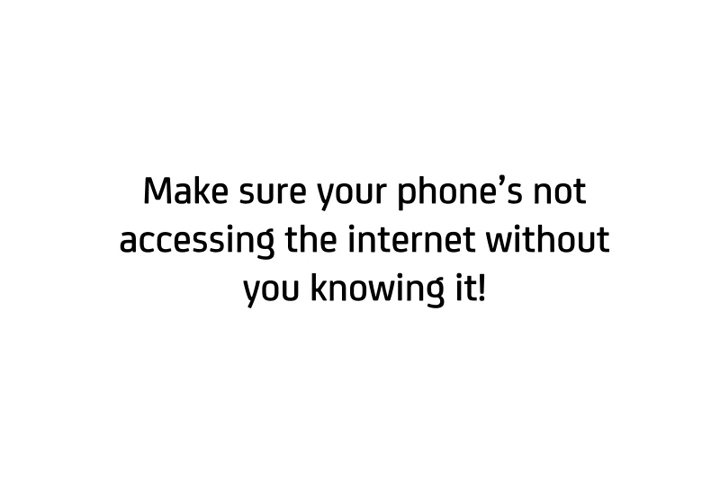 Make sure your phone’s not
accessing the internet without
you knowing it!